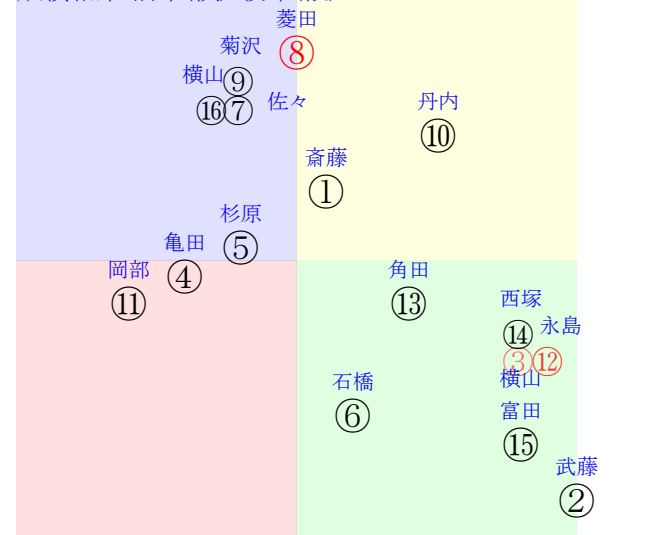 菱田
⑧
菊沢
横山
⑨
⑯⑦
佐々
丹内
⑩
斎藤
①
杉原
⑤
亀田
④
岡部
⑪
角田
⑬
西塚
⑭
永島
③⑫
横山
石橋
⑥
富田
⑮
武藤
②